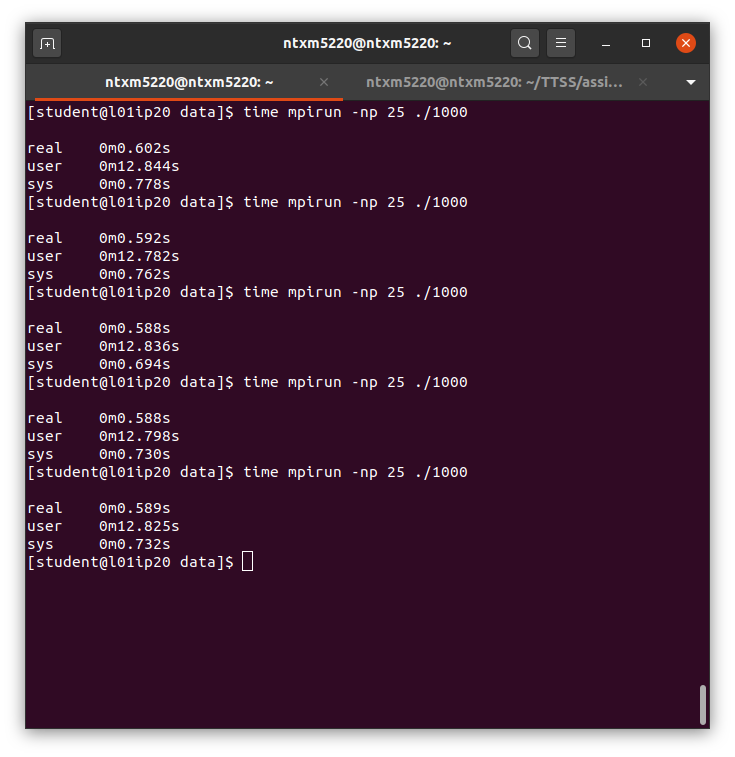 ntxm5220@ntxm5220: ~
ntxm5220@ntxm5220: ~
ntxm5220@ntxm5220: ~/TTSS/assi...
[student@l01ip20 data]$ time mpirun -np 25 ./1000
real 0m0.602s
user 0m12.844s
sys 0m0.778s
[student@l01ip20 data]$ time mpirun -np 25 ./1000
real 0m0.592s
user 0m12.782s
sys 0m0.762s
[student@l01ip20 data]$ time mpirun -np 25 ./1000
real 0m0.588s
user 0m12.836s
sys 0m0.694s
[student@l01ip20 data]$ time mpirun -np 25 ./1000
real 0m0.588s
user 0m12.798s
sys 0m0.730s
[student@l01ip20 data]$ time mpirun -np 25 ./1000
real 0m0.589s
user 0m12.825s
sys 0m0.732s
[student@l01ip20 data]$